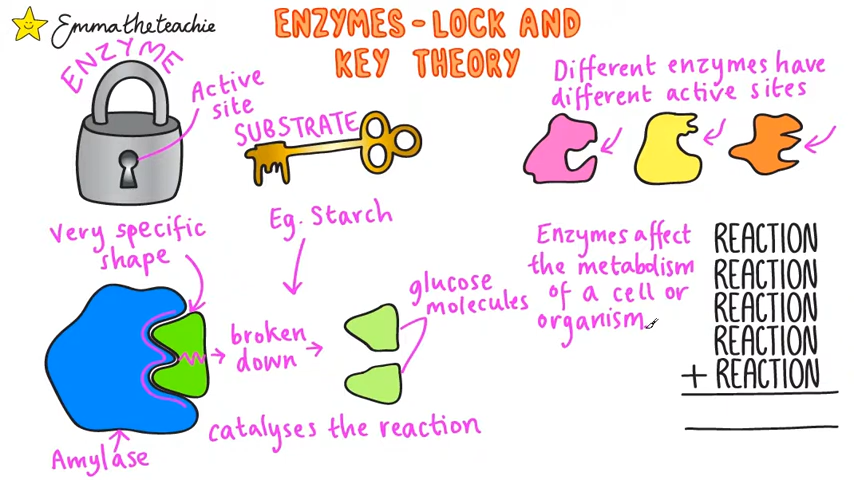 Emmatheteachie
ENZYMES - LOCK AND
KEY THEORY
ENZYME
Active
site
SUBSTRATE
Different enzymes have
different active sites
Very specific
shape
Eg. Starch
glucose
molecules
broken
down
catalyses the reaction
Amylase
Enzymes affect
the metabolism
of a cell or
organism
REACTION
REACTION
REACTION
REACTION
+ REACTION